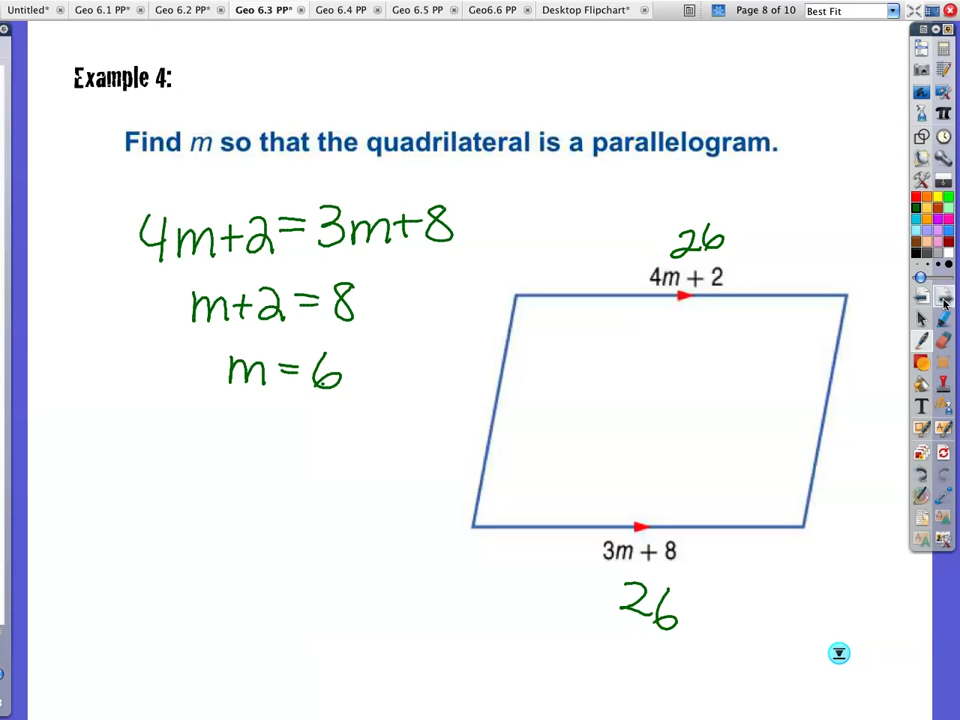 Untitled* Geo 6.1 PP* Geo 6.2 PP* Geo 6.3 PP* Geo 6.4 PP Geo 6.5 PP Geo6.6 PP Desktop Flipchart* Page 8 of 10 Best Fit
Example 4:
Find m so that the quadrilateral is a parallelogram.
4m+2=3m+8
m+2=8
m=6
26
4m + 2
3m + 8
26